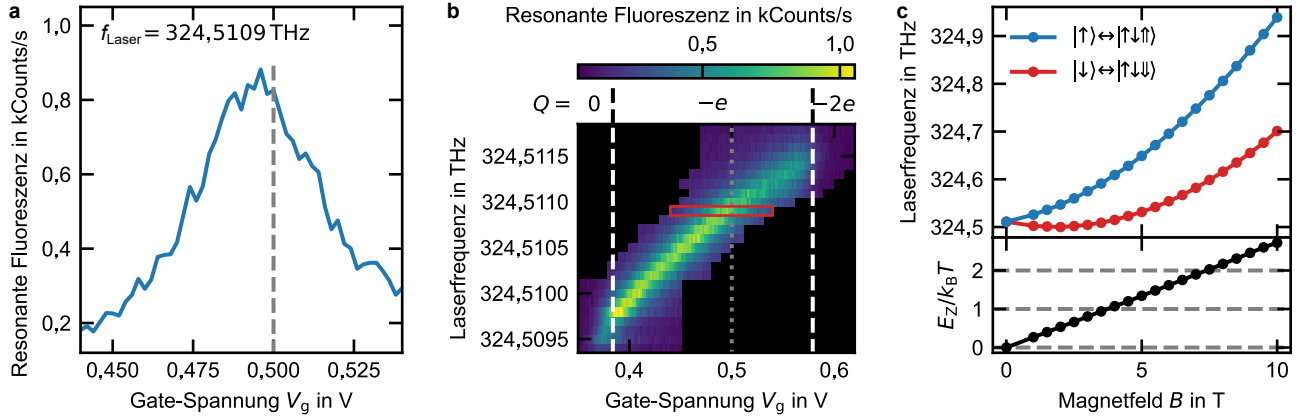 a
Resonante Fluoreszenz in kCounts/s
1,0
0,8
0,6
0,4
0,2
f_Laser = 324,5109 THz
0,450 0,475 0,500 0,525
Gate-Spannung V_g in V
b
Resonante Fluoreszenz in kCounts/s
0,5 1,0
Q = 0 −e −2e
Laserfrequenz in THz
324,5115
324,5110
324,5105
324,5100
324,5095
0,4 0,5 0,6
Gate-Spannung V_g in V
c
Laserfrequenz in THz
324,9
324,8
324,7
324,6
324,5
|↑⟩↔|↑↓⇑⟩
|↓⟩↔|↑↓⇓⟩
E_Z/k_BT
2
1
0
0 5 10
Magnetfeld B in T